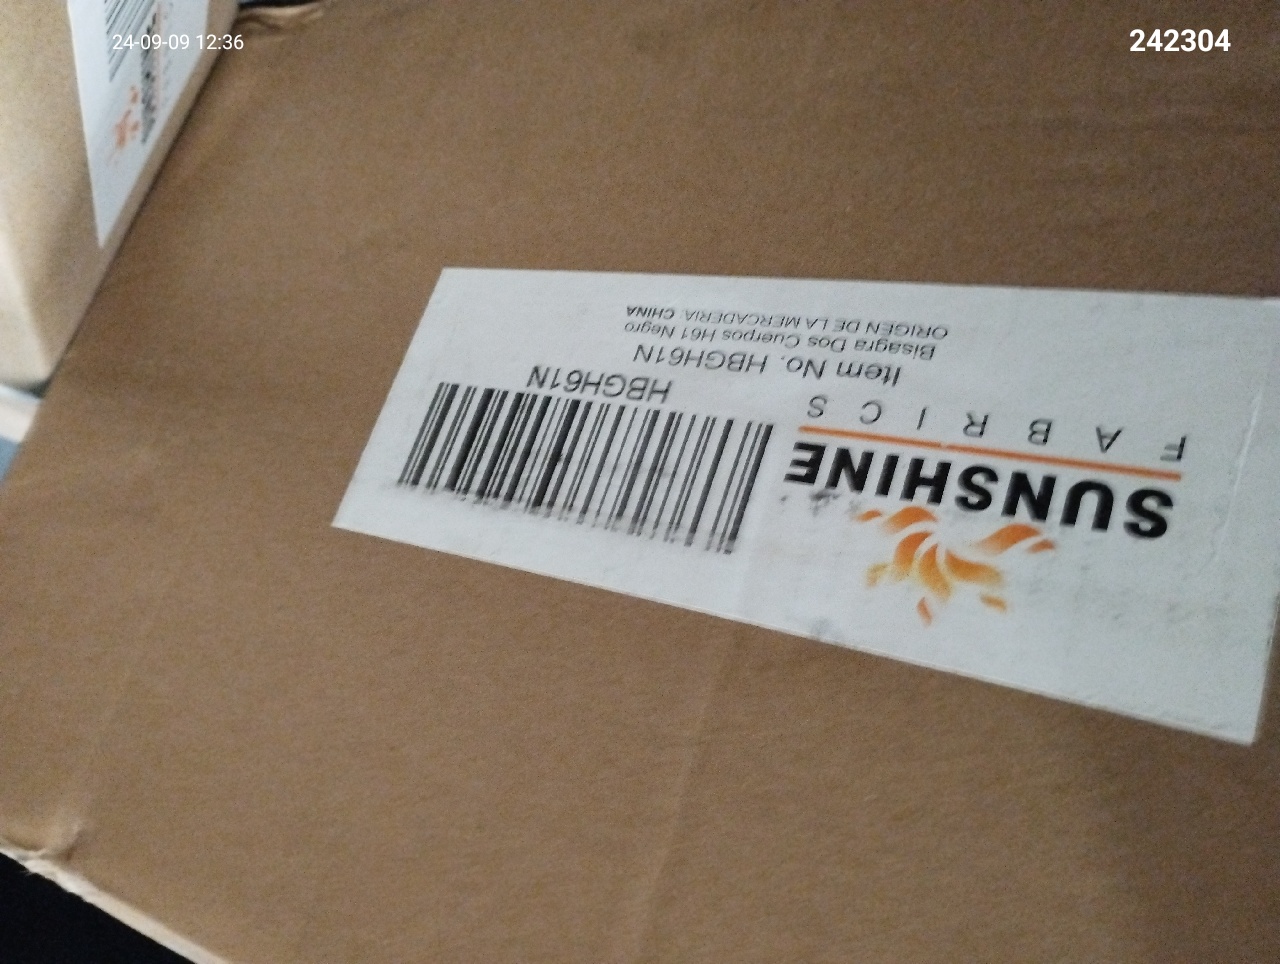 24-09-09 12:36
242304
SUNSHINE
FABRICS
HBGH61N
Item No. HBGH61N
Bisagra Dos Cuerpos H61 Negro
ORIGEN DE LA MERCADERIA: CHINA